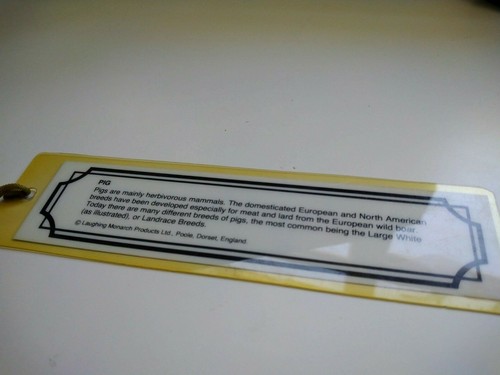 PIG
Pigs are mainly herbivorous mammals. The domesticated European and North American
breeds have been developed especially for meat and lard from the European wild boar.
Today there are many different breeds of pigs, the most common being the Large White
(as illustrated), or Landrace Breeds.
© Laughing Monarch Products Ltd., Poole, Dorset, England